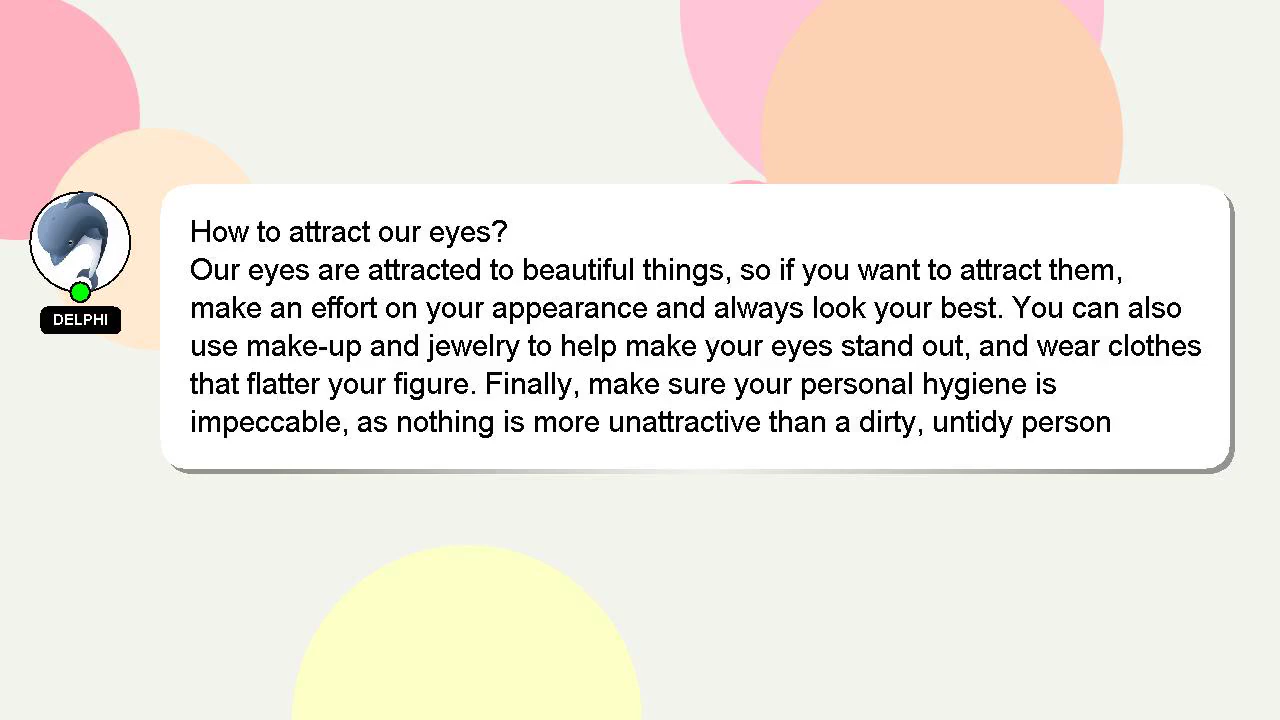 How to attract our eyes?
Our eyes are attracted to beautiful things, so if you want to attract them,
make an effort on your appearance and always look your best. You can also
use make-up and jewelry to help make your eyes stand out, and wear clothes
that flatter your figure. Finally, make sure your personal hygiene is
impeccable, as nothing is more unattractive than a dirty, untidy person
DELPHI